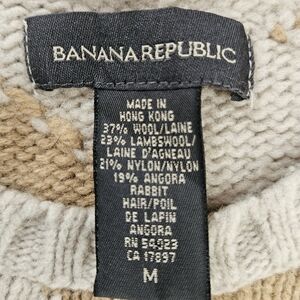 BANANA REPUBLIC
MADE IN
HONG KONG
37% WOOL/LAINE
23% LAMBSWOOL/
LAINE D'AGNEAU
21% NYLON/NYLON
19% ANGORA
RABBIT
HAIR/POIL
DE LAPIN
ANGORA
RN 54023
CA 17897
M